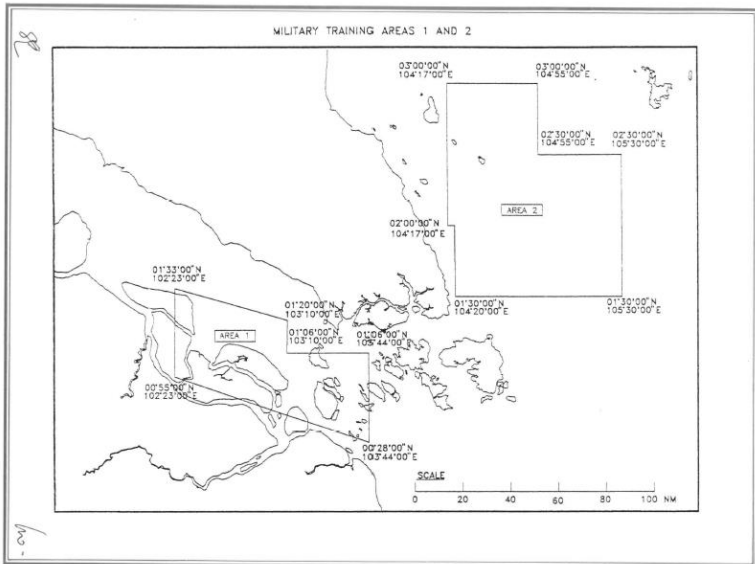 MILITARY TRAINING AREAS 1 AND 2
03°00'00"N
104°17'00"E
03°00'00"N
104°55'00"E
02°30'00"N
104°55'00"E
02°30'00"N
105°30'00"E
AREA 2
02°00'00"N
104°17'00"E
01°33'00"N
102°23'00"E
01°20'00"N
103°10'00"E
01°30'00"N
104°20'00"E
01°30'00"N
105°30'00"E
AREA 1
01°06'00"N
103°10'00"E
01°06'00"N
103°44'00"E
00°55'00"N
102°23'00"E
00°28'00"N
103°44'00"E
SCALE
0 20 40 60 80 100 NM